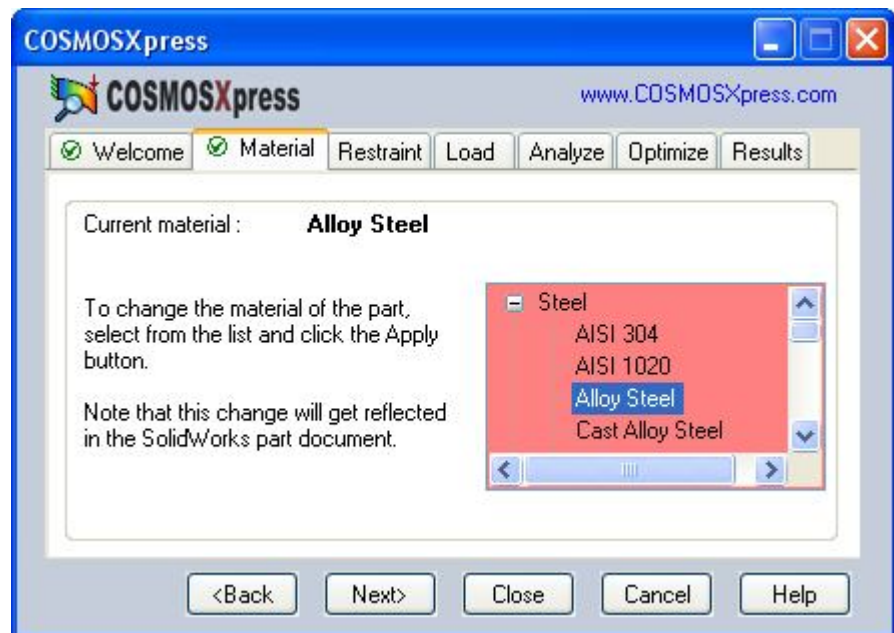 COSMOSXpress
COSMOSXpress
www.COSMOSXpress.com
Welcome Material Restraint Load Analyze Optimize Results
Current material : Alloy Steel
To change the material of the part,
select from the list and click the Apply
button.
Note that this change will get reflected
in the SolidWorks part document.
Steel
AISI 304
AISI 1020
Alloy Steel
Cast Alloy Steel
<Back Next> Close Cancel Help